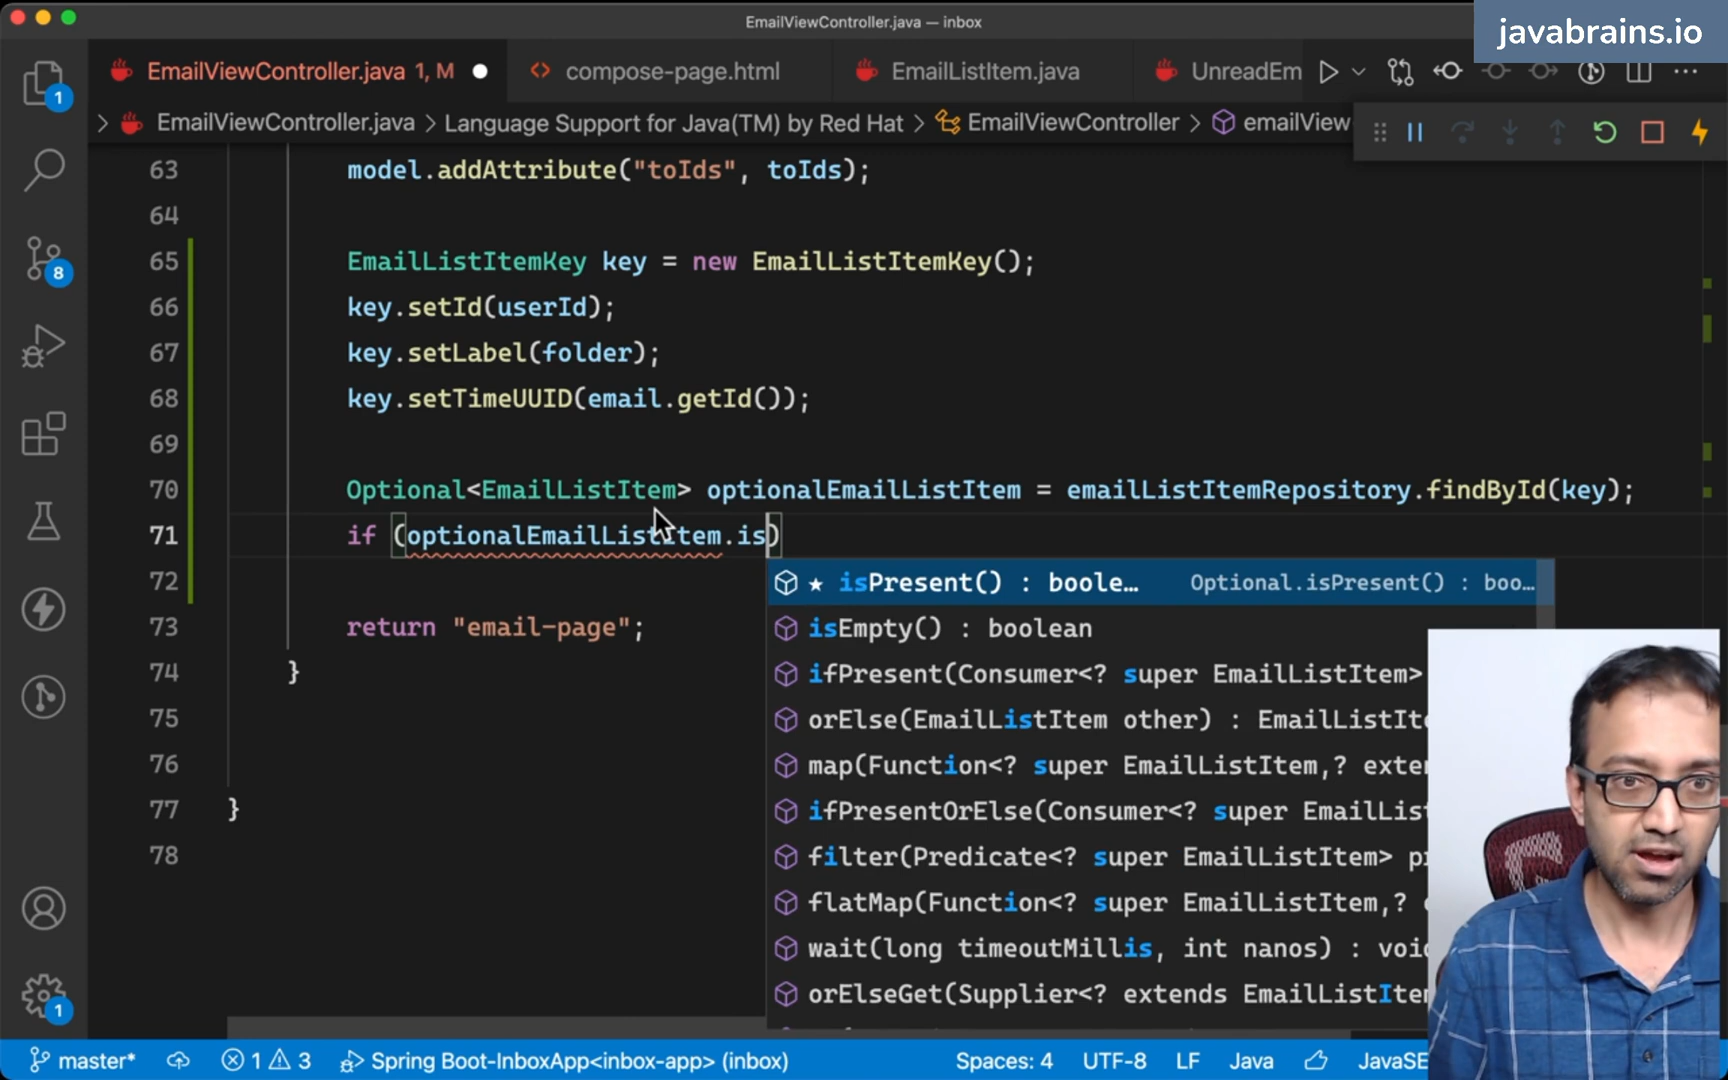 EmailViewController.java — inbox
javabrains.io
EmailViewController.java 1, M
compose-page.html
EmailListItem.java
UnreadEm
EmailViewController.java > Language Support for Java(TM) by Red Hat > EmailViewController > emailView
1
8
1
63 model.addAttribute("toIds", toIds);
64
65 EmailListItemKey key = new EmailListItemKey();
66 key.setId(userId);
67 key.setLabel(folder);
68 key.setTimeUUID(email.getId());
69
70 Optional<EmailListItem> optionalEmailListItem = emailListItemRepository.findById(key);
71 if (optionalEmailListItem.is)
72
73 return "email-page";
74 }
75
76
77 }
78
★ isPresent() : boole… Optional.isPresent() : boo…
isEmpty() : boolean
ifPresent(Consumer<? super EmailListItem>
orElse(EmailListItem other) : EmailListIte
map(Function<? super EmailListItem,? exten
ifPresentOrElse(Consumer<? super EmailList
filter(Predicate<? super EmailListItem> pr
flatMap(Function<? super EmailListItem,?
wait(long timeoutMillis, int nanos) : void
orElseGet(Supplier<? extends EmailListItem
master* 1 3 Spring Boot-InboxApp<inbox-app> (inbox) Spaces: 4 UTF-8 LF Java JavaSE